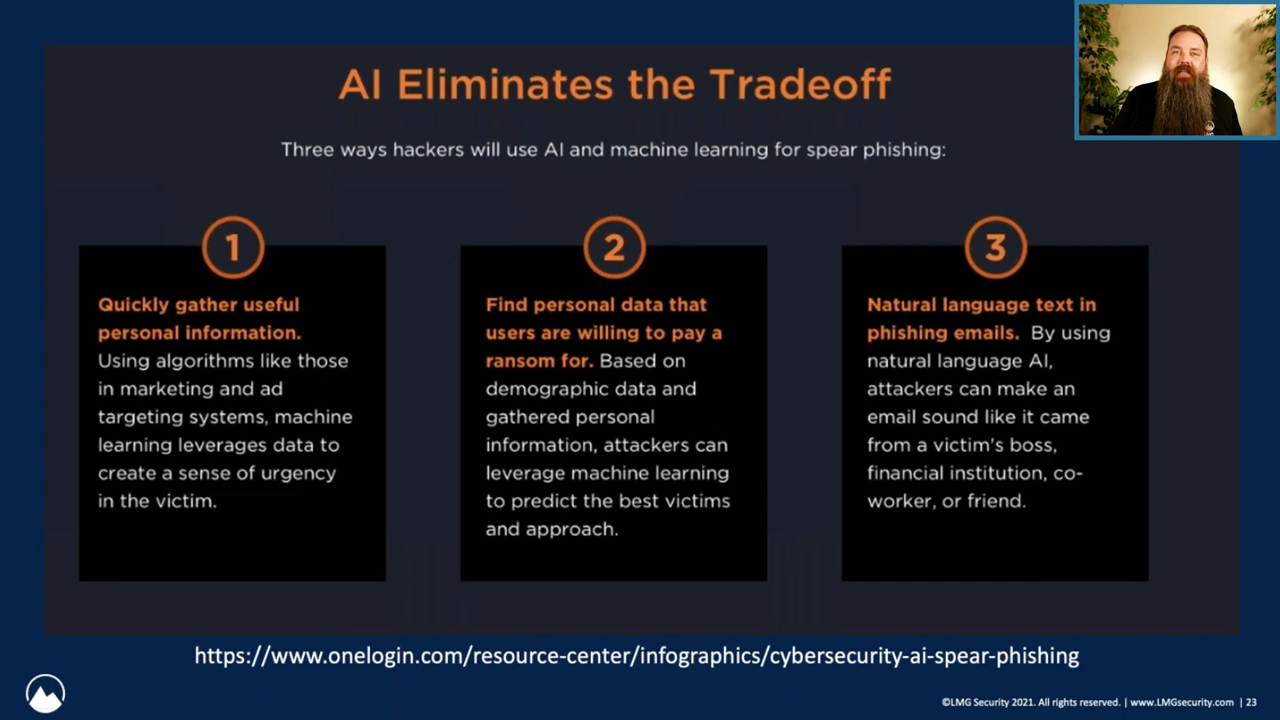 AI Eliminates the Tradeoff
Three ways hackers will use AI and machine learning for spear phishing:
1
Quickly gather useful
personal information.
Using algorithms like those
in marketing and ad
targeting systems, machine
learning leverages data to
create a sense of urgency
in the victim.
2
Find personal data that
users are willing to pay a
ransom for. Based on
demographic data and
gathered personal
information, attackers can
leverage machine learning
to predict the best victims
and approach.
3
Natural language text in
phishing emails. By using
natural language AI,
attackers can make an
email sound like it came
from a victim's boss,
financial institution, co-
worker, or friend.
https://www.onelogin.com/resource-center/infographics/cybersecurity-ai-spear-phishing
©LMG Security 2021. All rights reserved. | www.LMGsecurity.com | 23